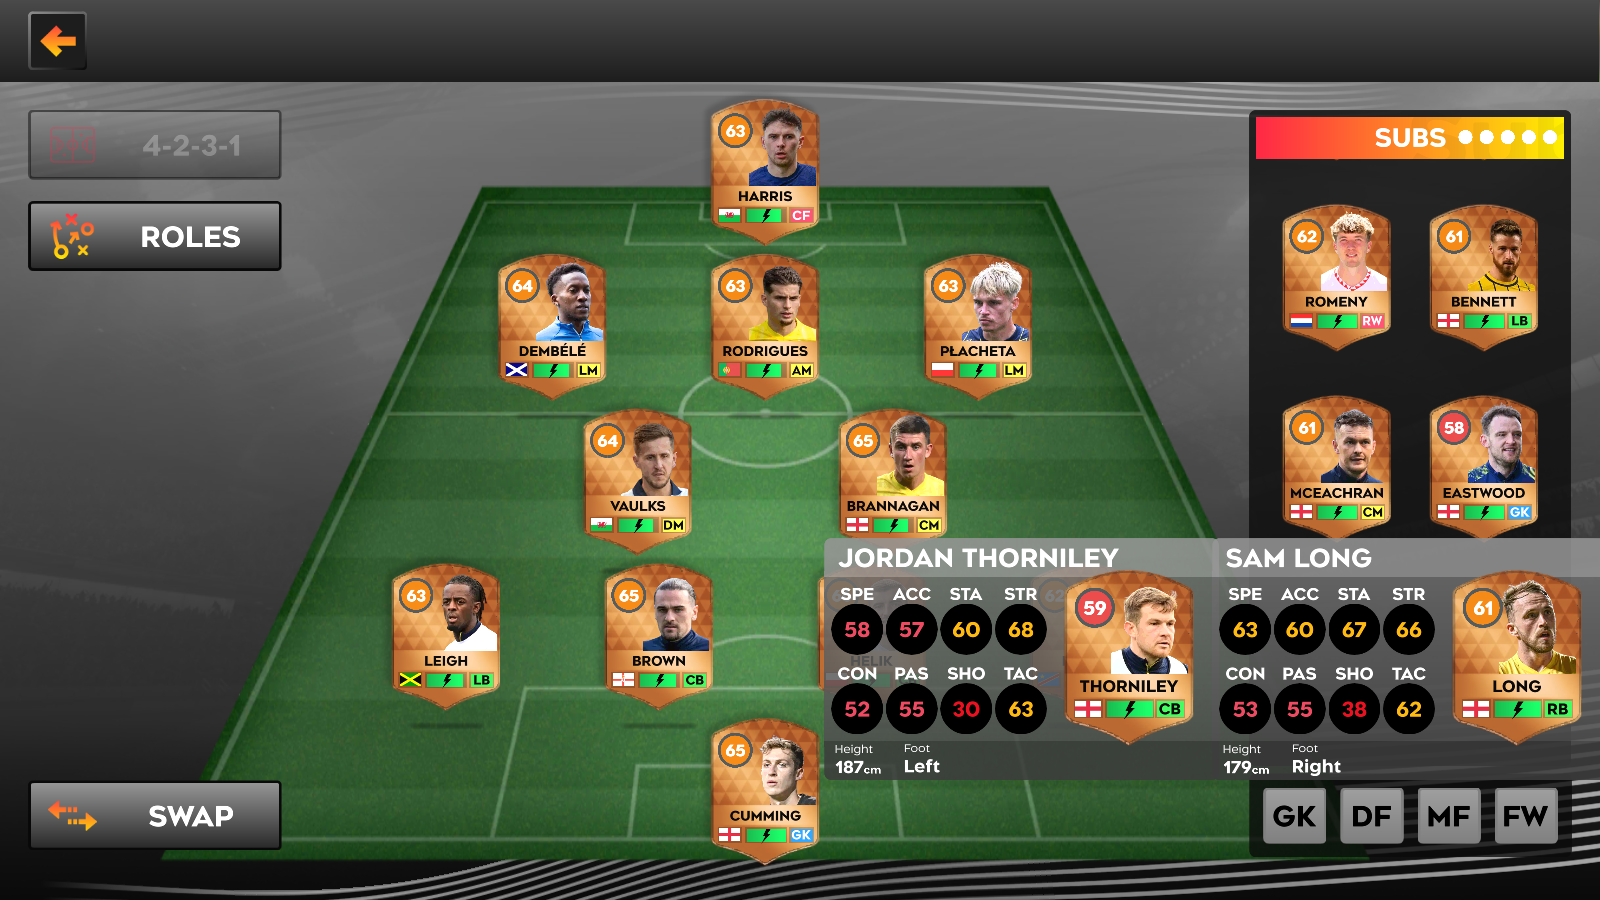 4-2-3-1
ROLES
SWAP
63
HARRIS
CF
64
DEMBÉLÉ
LM
63
RODRIGUES
AM
63
PŁACHETA
LM
64
VAULKS
DM
65
BRANNAGAN
CM
63
LEIGH
LB
65
BROWN
CB
HELIK
65
CUMMING
GK
SUBS
62
ROMENY
RW
61
BENNETT
LB
61
MCEACHRAN
CM
58
EASTWOOD
GK
JORDAN THORNILEY
SPE ACC STA STR
58 57 60 68
CON PAS SHO TAC
52 55 30 63
Height Foot
187cm Left
59
THORNILEY
CB
SAM LONG
SPE ACC STA STR
63 60 67 66
CON PAS SHO TAC
53 55 38 62
Height Foot
179cm Right
61
LONG
RB
GK DF MF FW